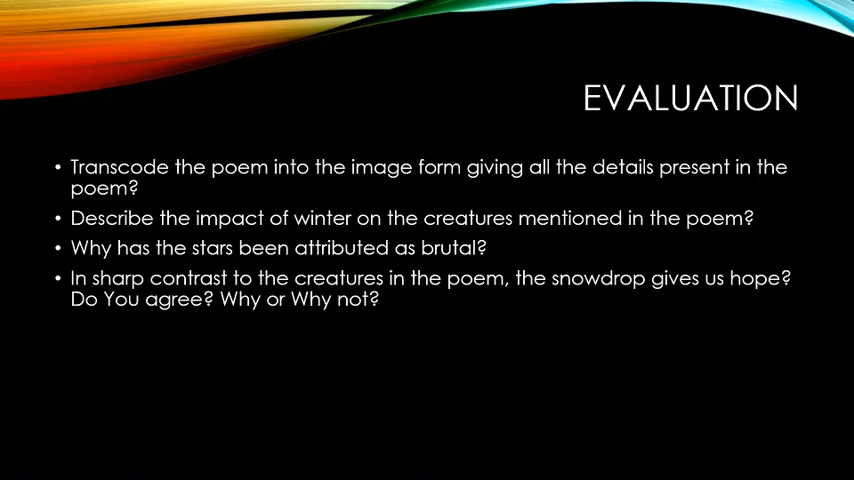 EVALUATION
• Transcode the poem into the image form giving all the details present in the
poem?
• Describe the impact of winter on the creatures mentioned in the poem?
• Why has the stars been attributed as brutal?
• In sharp contrast to the creatures in the poem, the snowdrop gives us hope?
Do You agree? Why or Why not?